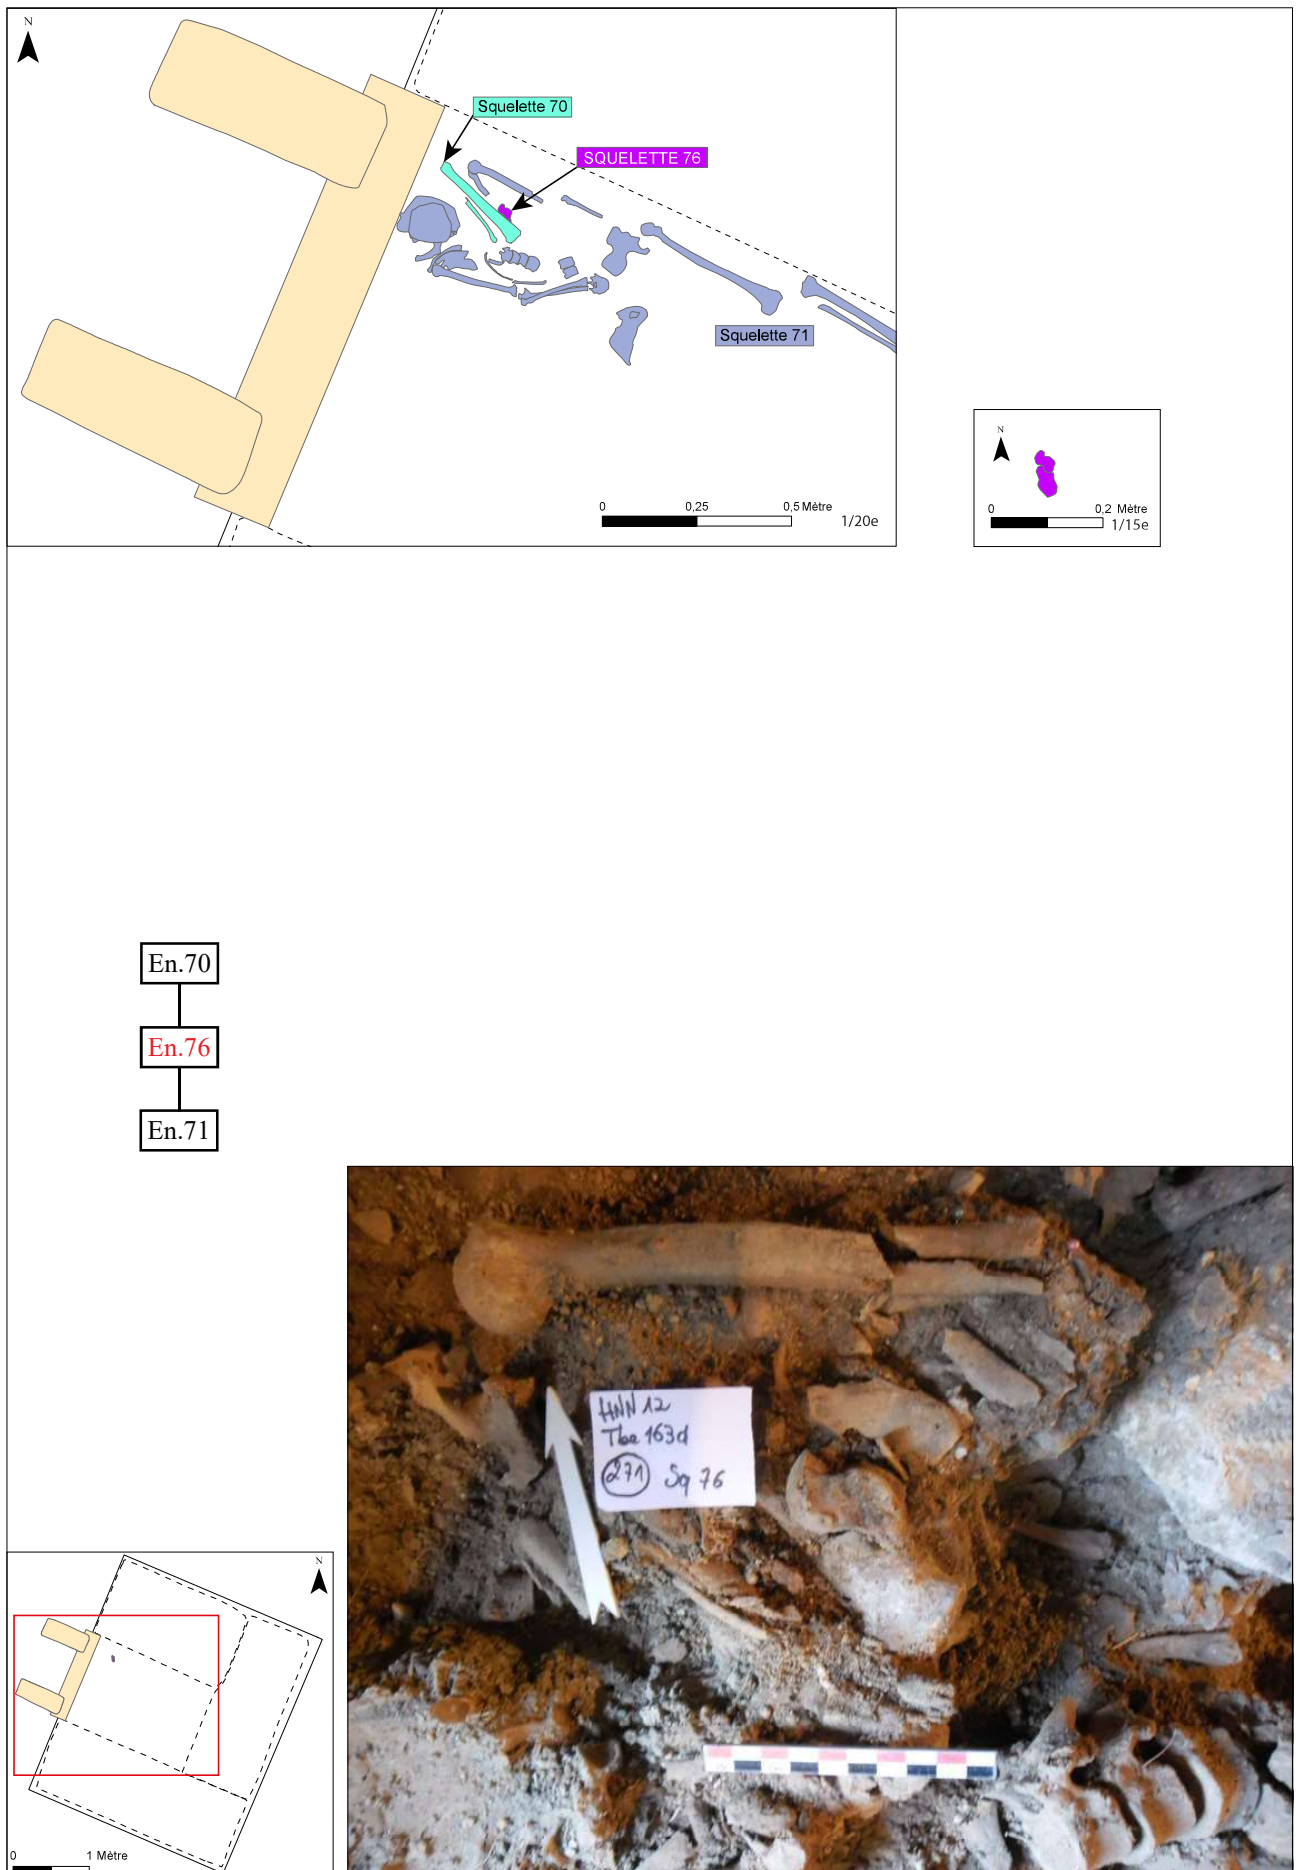 N
Squelette 70
SQUELETTE 76
Squelette 71
0 0,25 0,5 Mètre
1/20e
N
0 0,2 Mètre
1/15e
En.70
En.76
En.71
HNN 12
Tbe 163d
271 Sq 76
N
0 1 Mètre